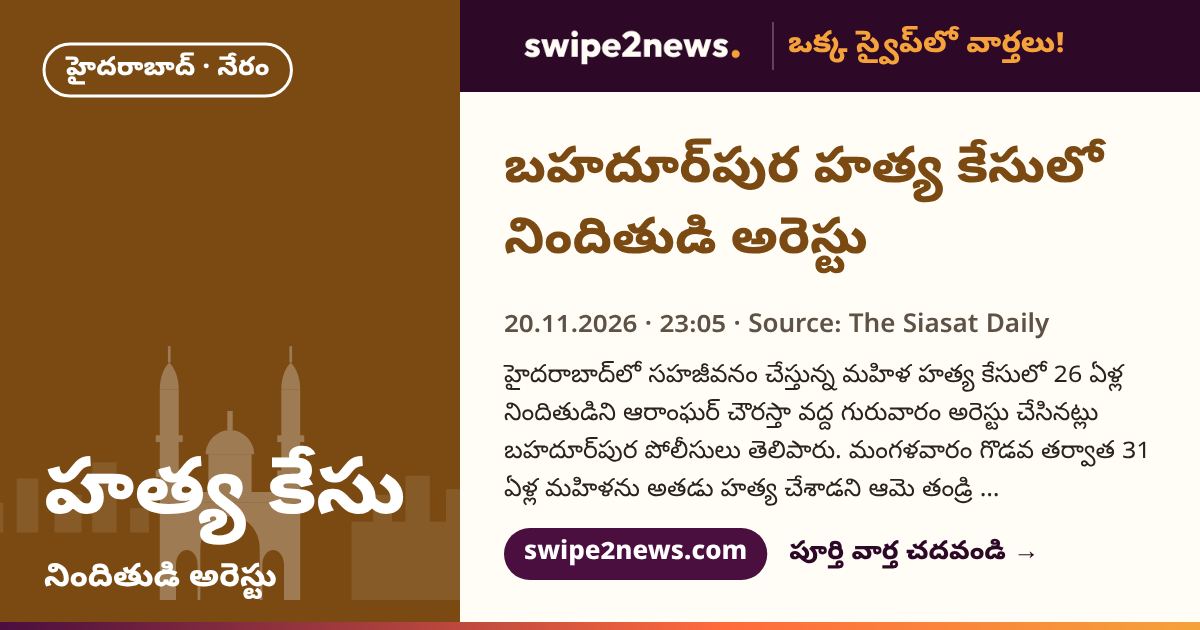 హైదరాబాద్ · నేరం
హత్య కేసు
నిందితుడి అరెస్టు
swipe2news.
ఒక్క స్వైప్‌లో వార్తలు!
బహదూర్‌పుర హత్య కేసులో
నిందితుడి అరెస్టు
20.11.2026 · 23:05 · Source: The Siasat Daily
హైదరాబాద్‌లో సహజీవనం చేస్తున్న మహిళ హత్య కేసులో 26 ఏళ్ల
నిందితుడిని ఆరాంఘర్ చౌరస్తా వద్ద గురువారం అరెస్టు చేసినట్లు
బహదూర్‌పుర పోలీసులు తెలిపారు. మంగళవారం గొడవ తర్వాత 31
ఏళ్ల మహిళను అతడు హత్య చేశాడని ఆమె తండ్రి ...
swipe2news.com
పూర్తి వార్త చదవండి →